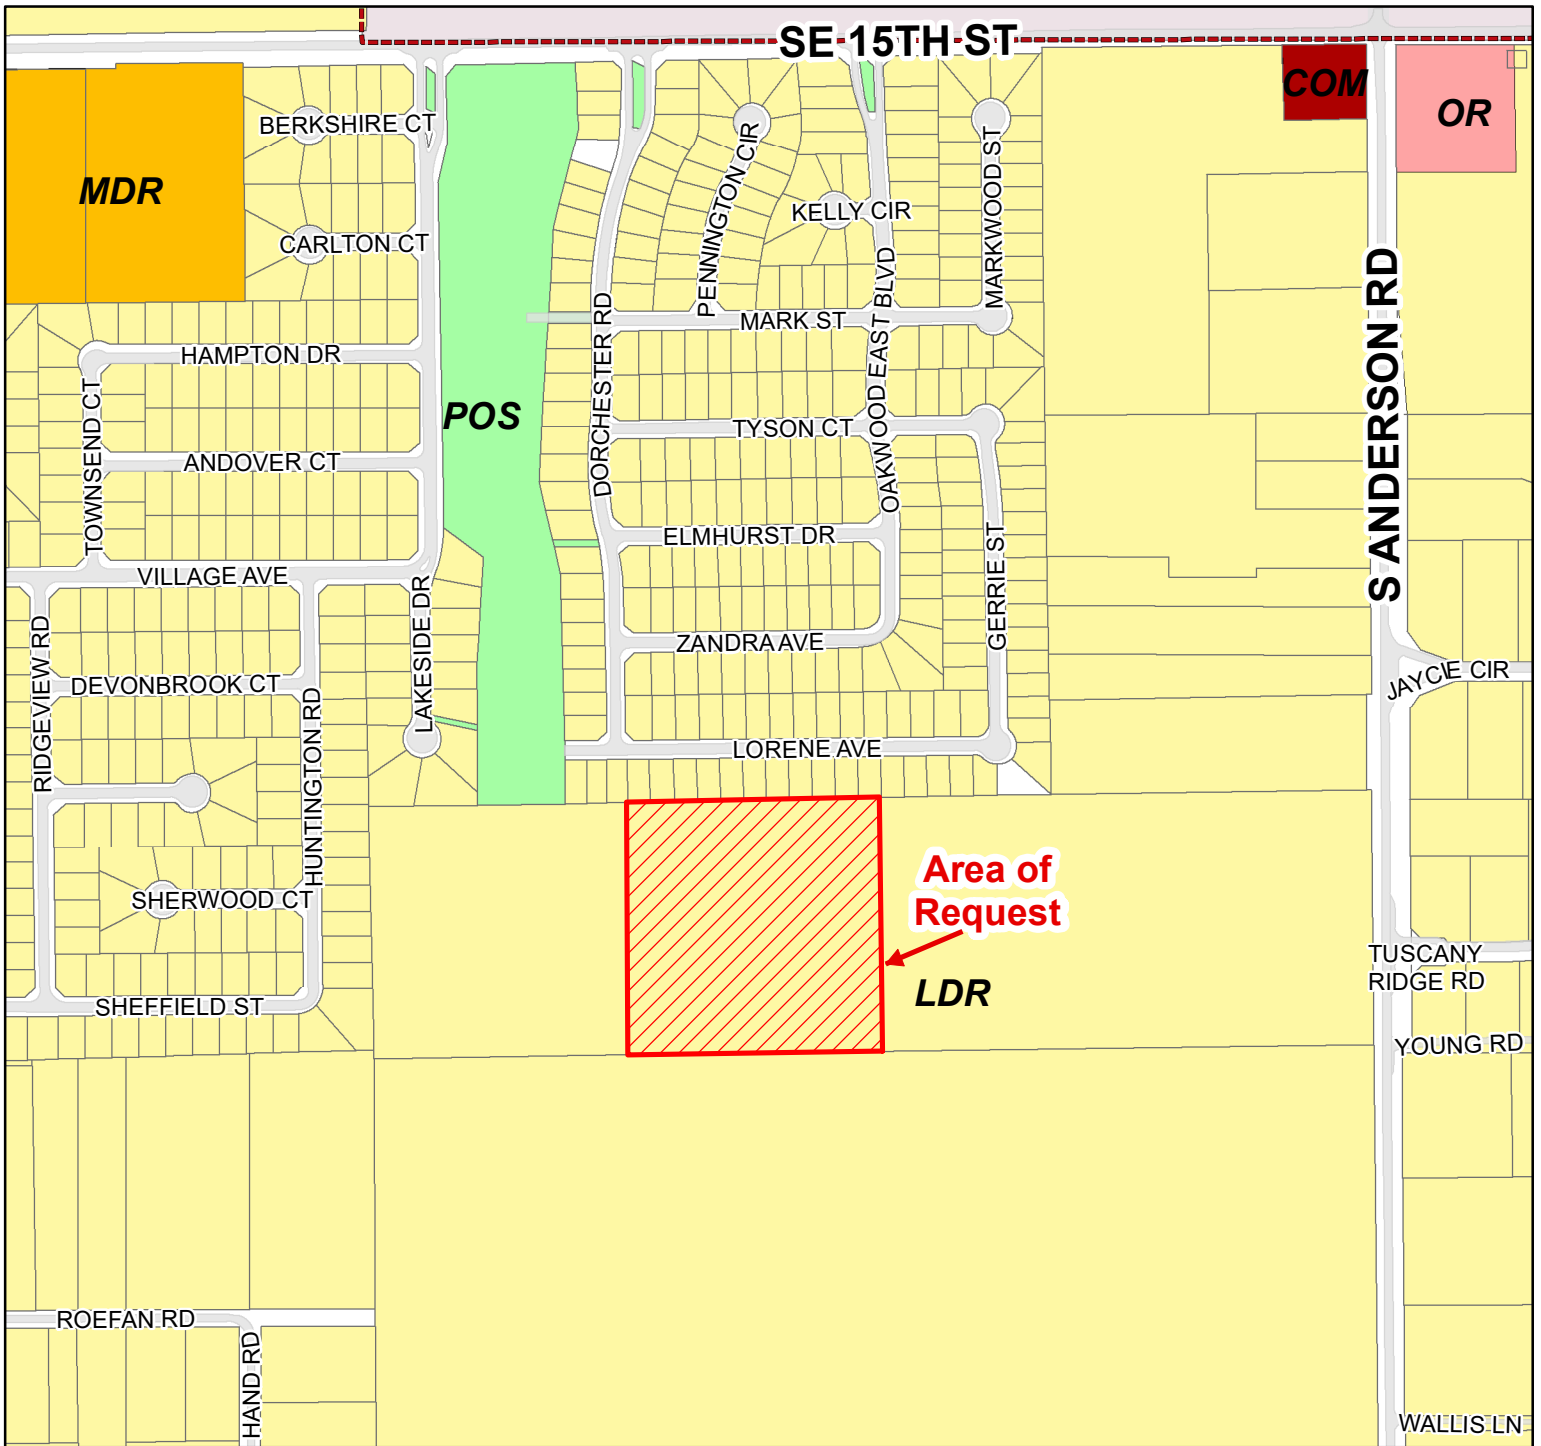 SE 15TH ST
COM
OR
MDR
BERKSHIRE CT
CARLTON CT
PENNINGTON CIR
KELLY CIR
MARKWOOD ST
MARK ST
HAMPTON DR
TOWNSEND CT
POS
DORCHESTER RD
OAKWOOD EAST BLVD
S ANDERSON RD
TYSON CT
ANDOVER CT
ELMHURST DR
GERRIE ST
VILLAGE AVE
LAKESIDE DR
RIDGEVIEW RD
ZANDRA AVE
DEVONBROOK CT
HUNTINGTON RD
JAYCIE CIR
LORENE AVE
Area of
Request
SHERWOOD CT
LDR
TUSCANY
RIDGE RD
SHEFFIELD ST
YOUNG RD
ROEFAN RD
HAND RD
WALLIS LN